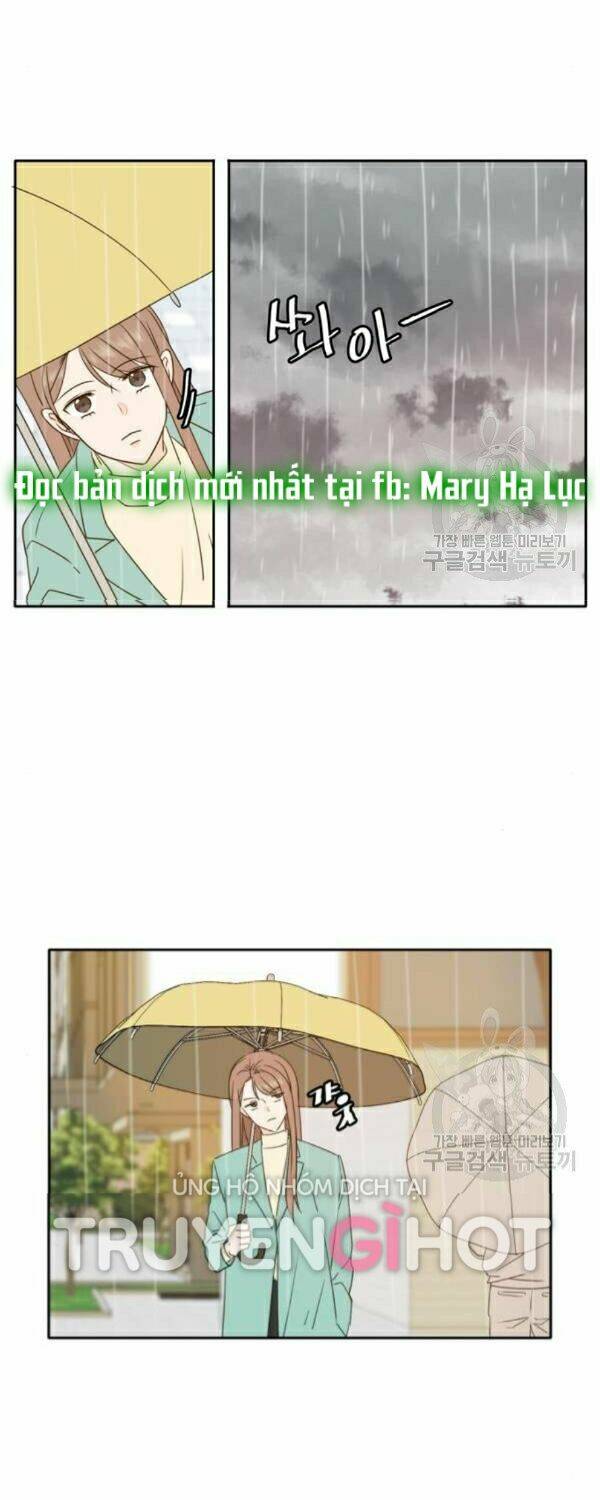 쏴아ー
Đọc bản dịch mới nhất tại fb: Mary Hạ Lục
가장 빠른 웹툰 미리보기
구글검색 뉴토끼
갸웃
가장 빠른 웹툰 미리보기
구글검색 뉴토끼
ỦNG HỘ NHÓM DỊCH TẠI
TRUYENGÌHOT